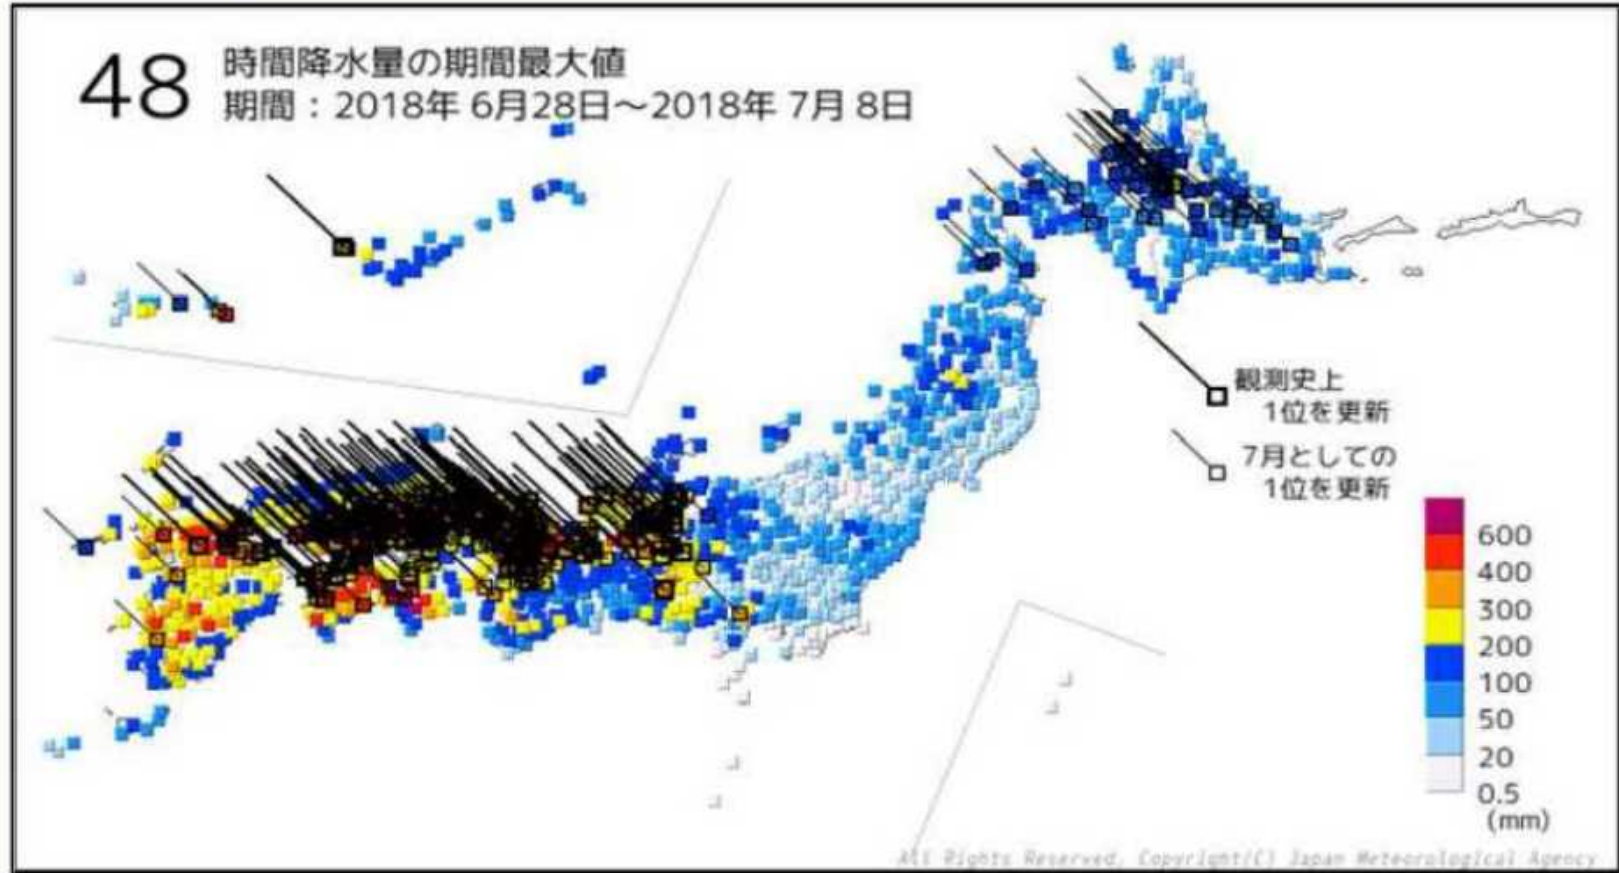 48 時間降水量の期間最大値
期間：2018年 6月28日～2018年 7月 8日
観測史上
1位を更新
7月としての
1位を更新
600
400
300
200
100
50
20
0.5
(mm)
All Rights Reserved, Copyright(C) Japan Meteorological Agency